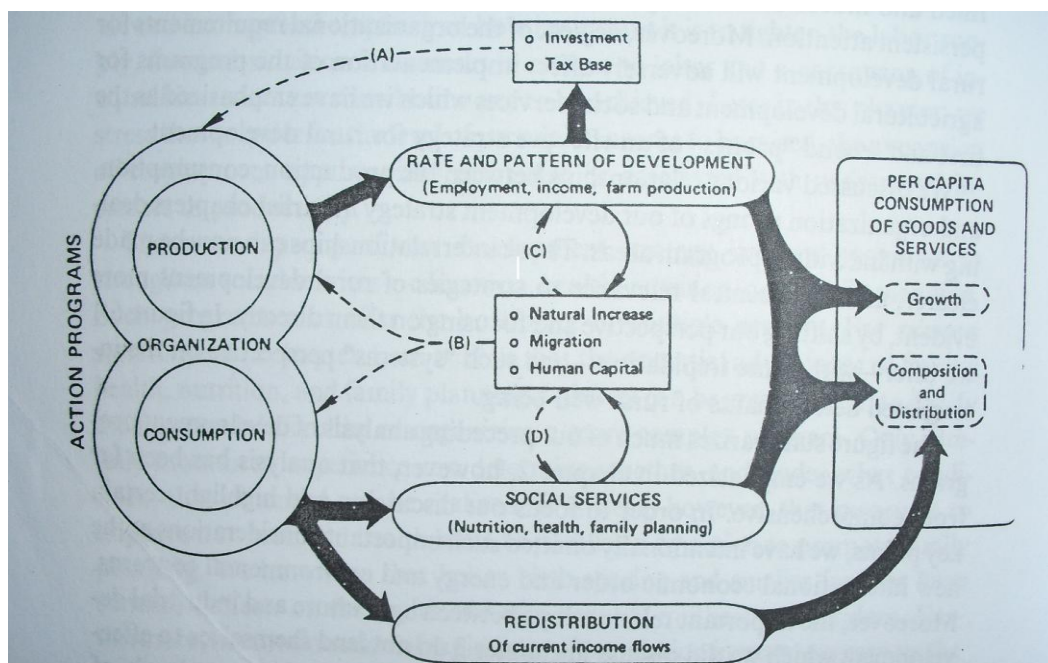 (A)
o Investment
o Tax Base
RATE AND PATTERN OF DEVELOPMENT
(Employment, income, farm production)
PER CAPITA
CONSUMPTION
OF GOODS AND
SERVICES
Growth
Composition
and
Distribution
ACTION PROGRAMS
PRODUCTION
ORGANIZATION
CONSUMPTION
(C)
(B)
o Natural Increase
o Migration
o Human Capital
(D)
SOCIAL SERVICES
(Nutrition, health, family planning)
REDISTRIBUTION
Of current income flows